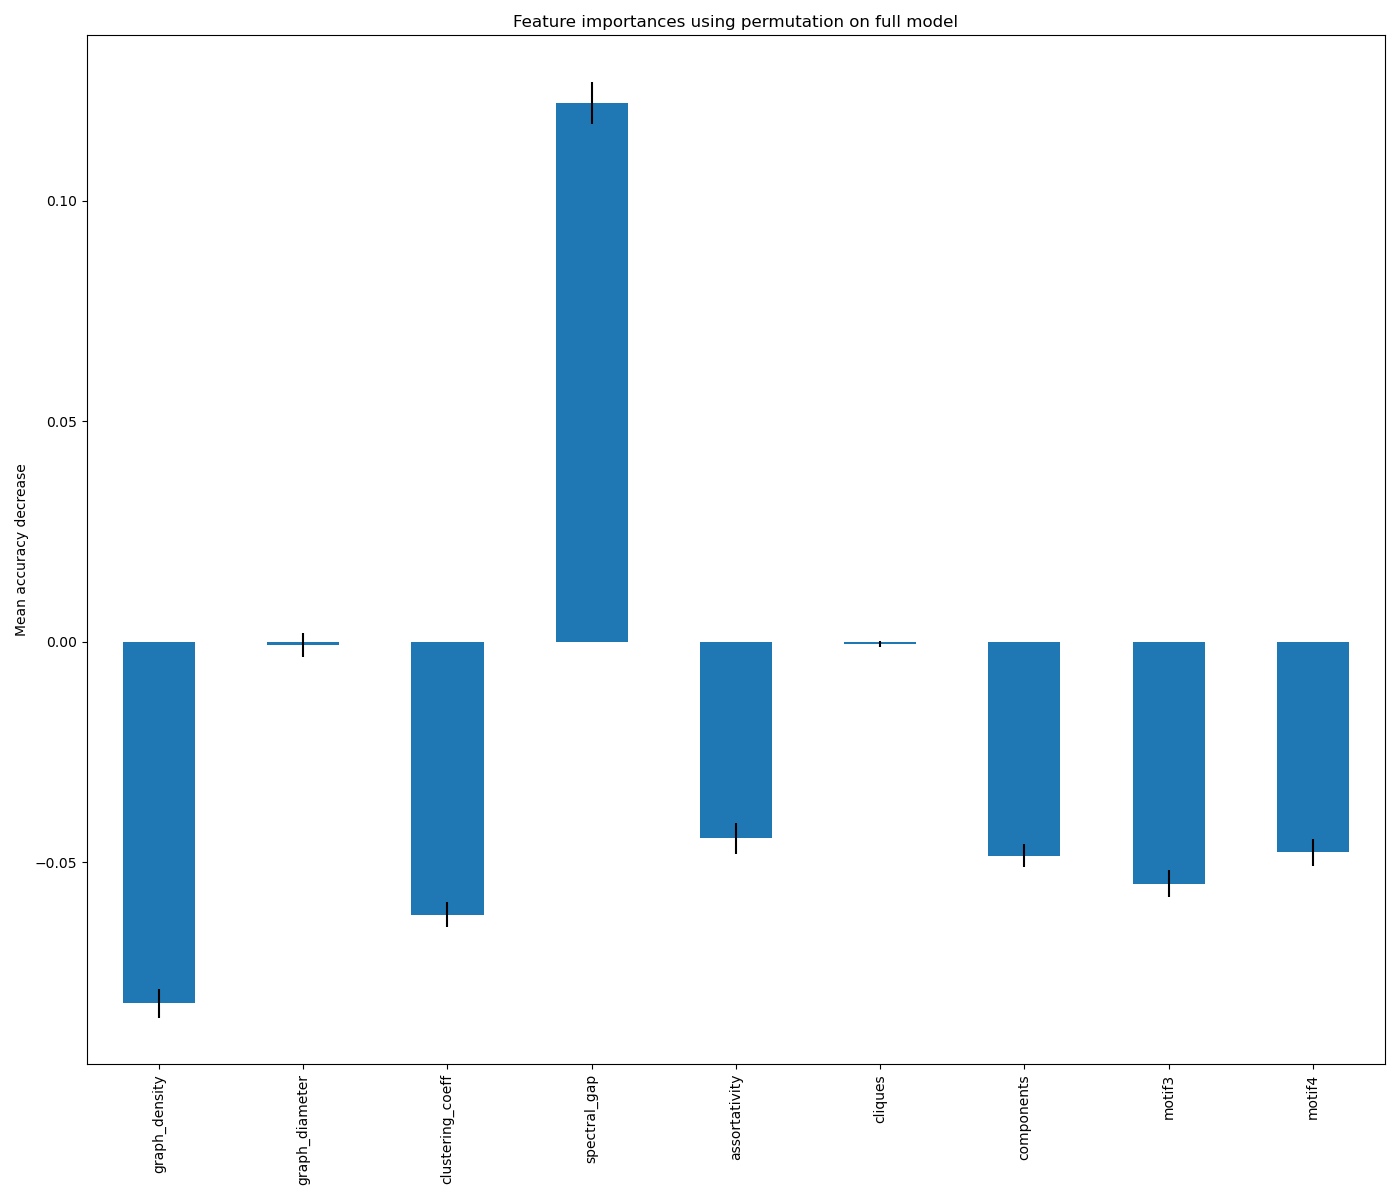 Feature importances using permutation on full model
Mean accuracy decrease
0.10
0.05
0.00
−0.05
graph_density
graph_diameter
clustering_coeff
spectral_gap
assortativity
cliques
components
motif3
motif4